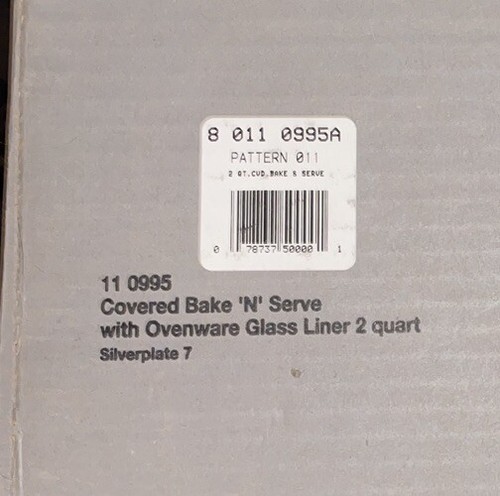 8 011 0995A
PATTERN 011
2 QT.CVD.BAKE & SERVE
0 78737 50000 1
11 0995
Covered Bake 'N' Serve
with Ovenware Glass Liner 2 quart
Silverplate 7